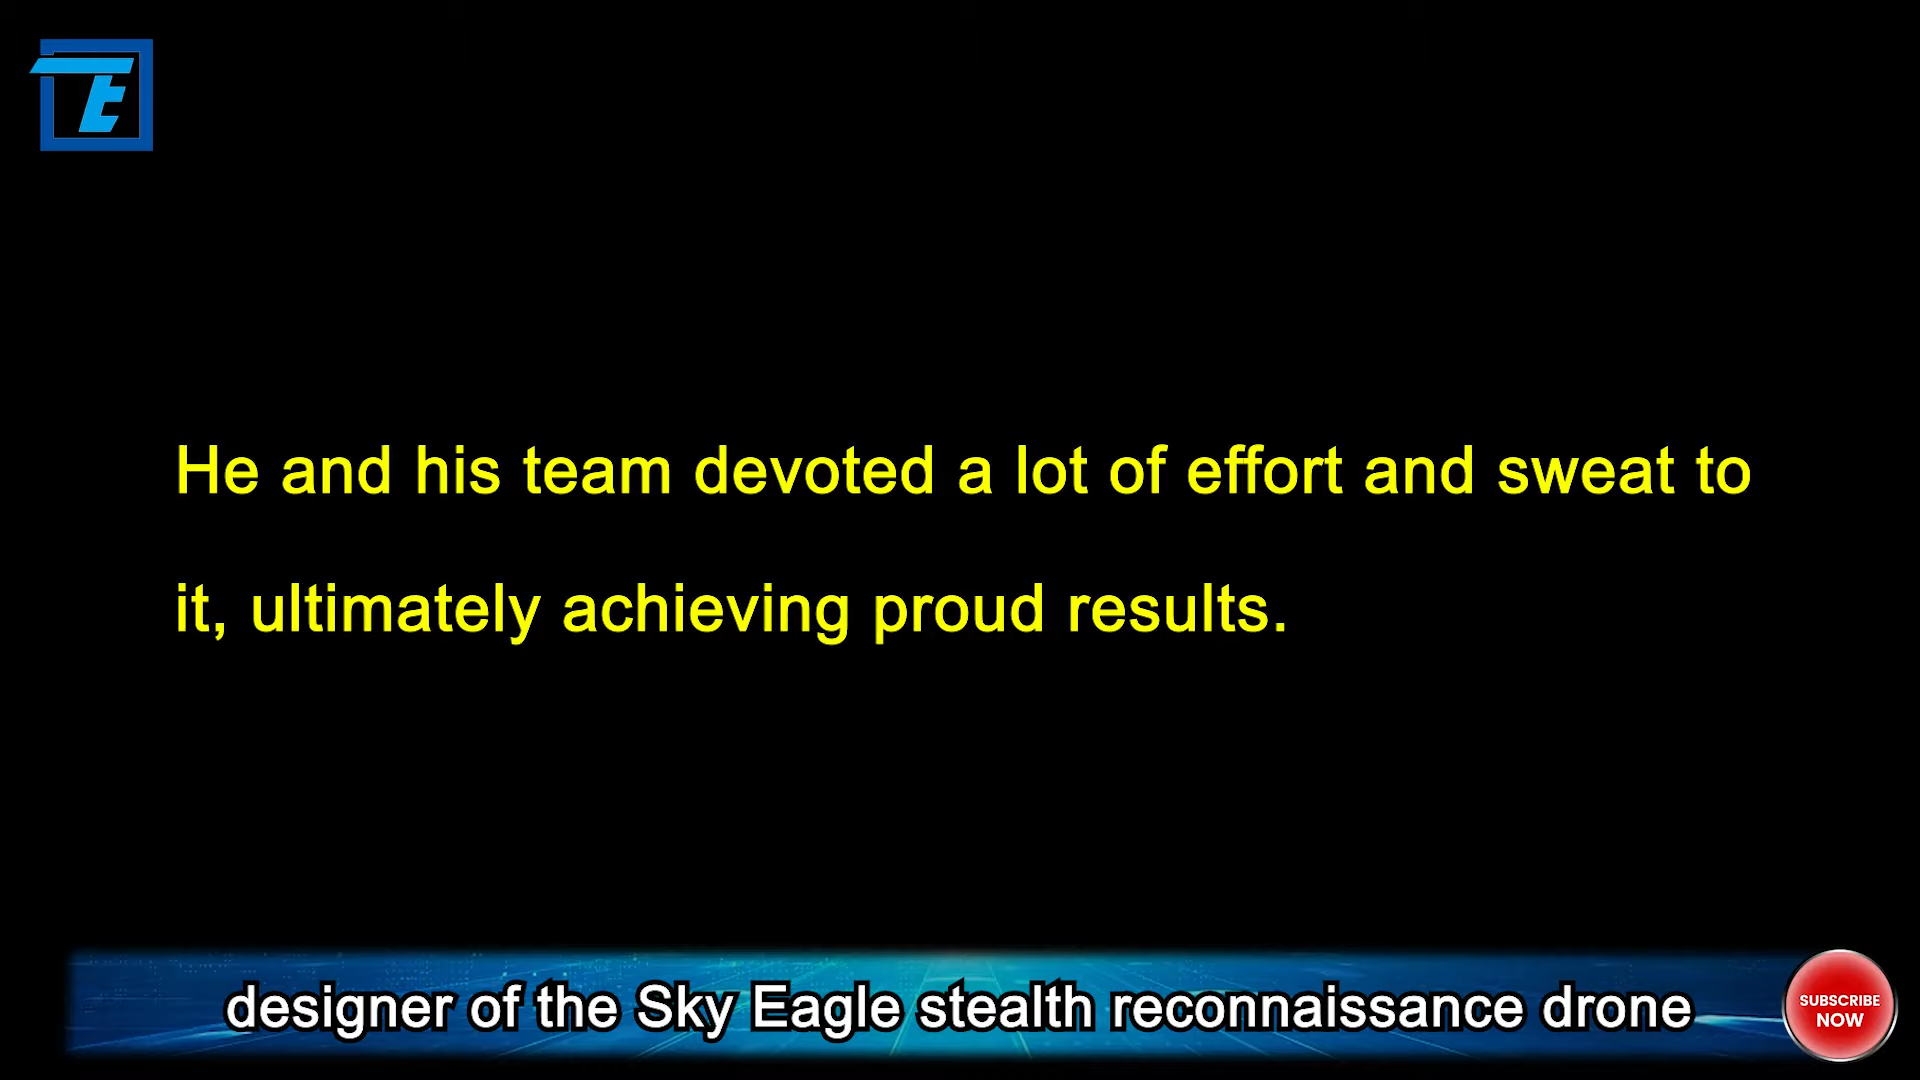 TE
He and his team devoted a lot of effort and sweat to
it, ultimately achieving proud results.
designer of the Sky Eagle stealth reconnaissance drone
SUBSCRIBE
NOW